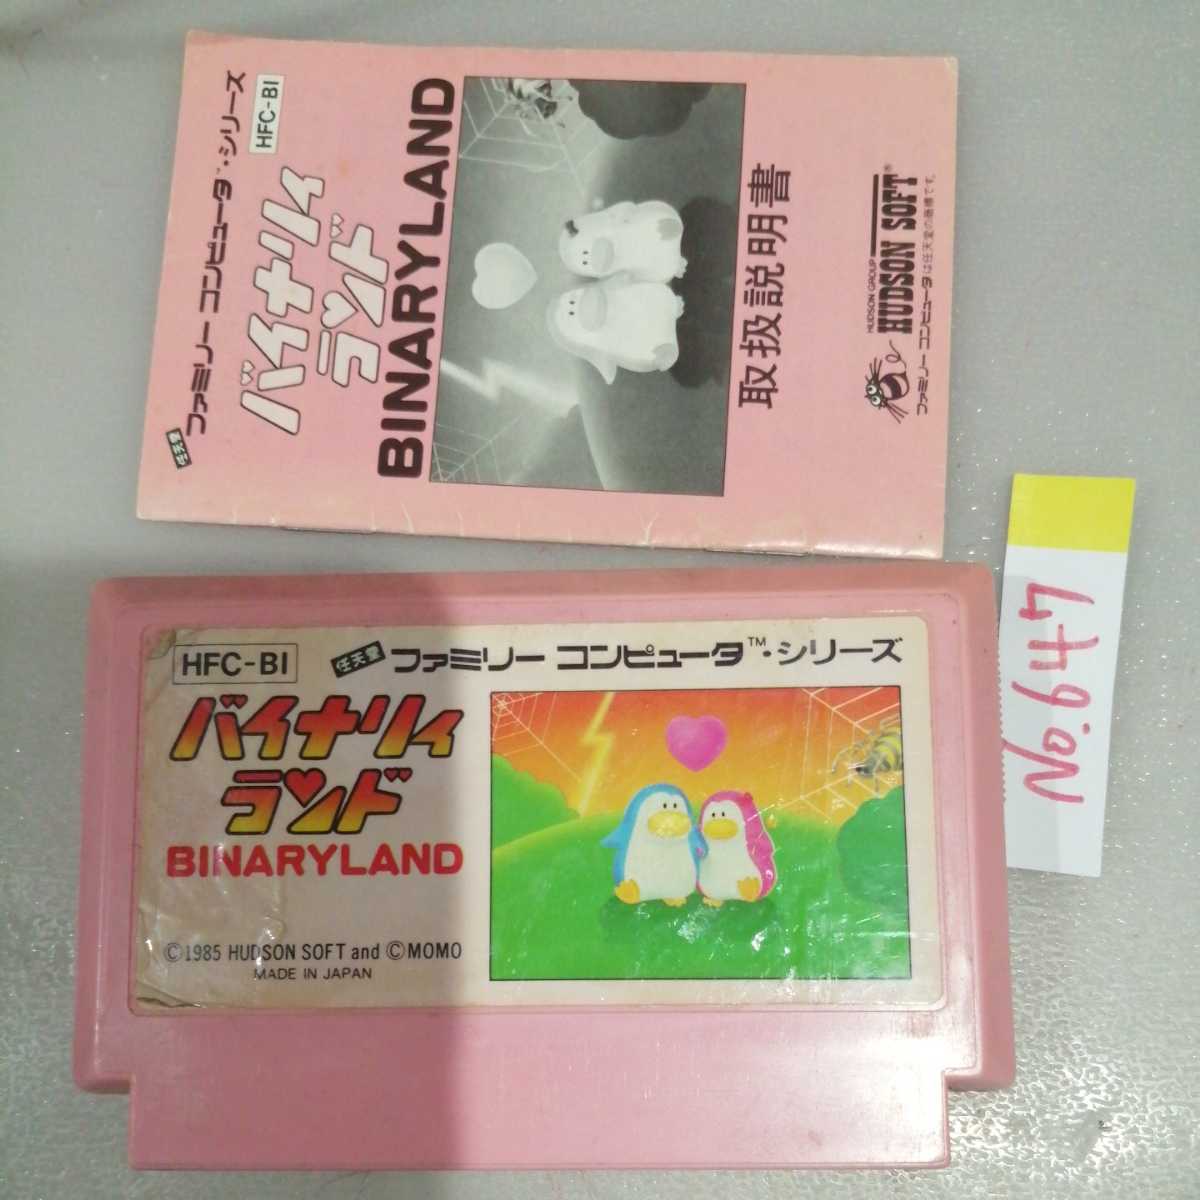 任天堂 ファミリー コンピュータ™・シリーズ
HFC-BI
バイナリィ
ランド
BINARYLAND
取扱説明書
HUDSON GROUP
HUDSON SOFT®
ファミリーコンピュータは任天堂の商標です。
HFC-BI
任天堂 ファミリー コンピュータ™・シリーズ
バイナリィ
ランド
BINARYLAND
©1985 HUDSON SOFT and ©MOMO
MADE IN JAPAN